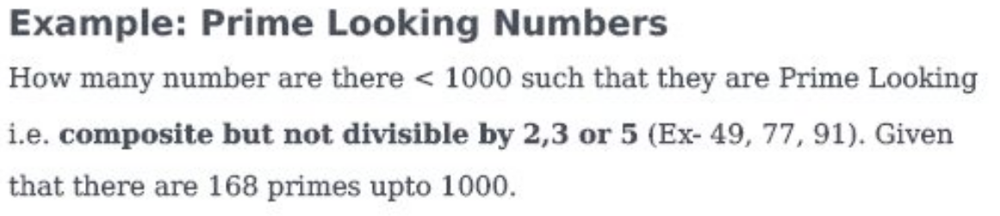 Example: Prime Looking Numbers
How many number are there < 1000 such that they are Prime Looking
i.e. composite but not divisible by 2,3 or 5 (Ex- 49, 77, 91). Given
that there are 168 primes upto 1000.